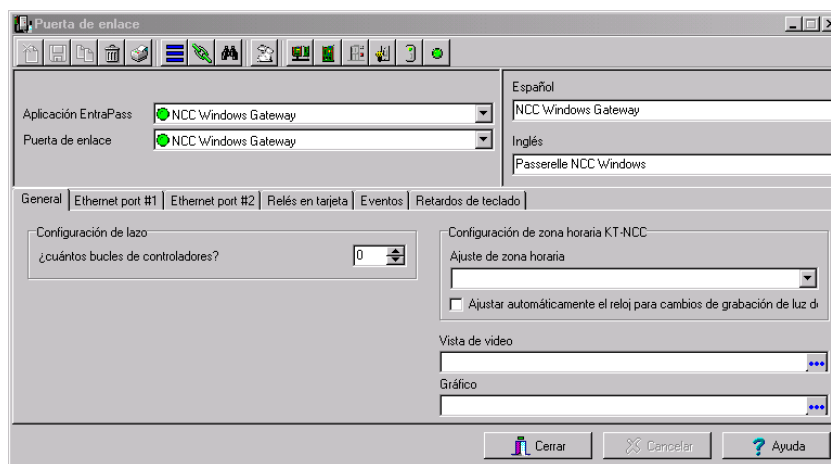 Puerta de enlace
Aplicación EntraPass
NCC Windows Gateway
Puerta de enlace
NCC Windows Gateway
Español
NCC Windows Gateway
Inglés
Passerelle NCC Windows
General
Ethernet port #1
Ethernet port #2
Relés en tarjeta
Eventos
Retardos de teclado
Configuración de lazo
¿cuántos bucles de controladores?
0
Configuración de zona horaria KT-NCC
Ajuste de zona horaria
Ajustar automáticamente el reloj para cambios de grabación de luz d
Vista de video
Gráfico
Cerrar
Cancelar
Ayuda